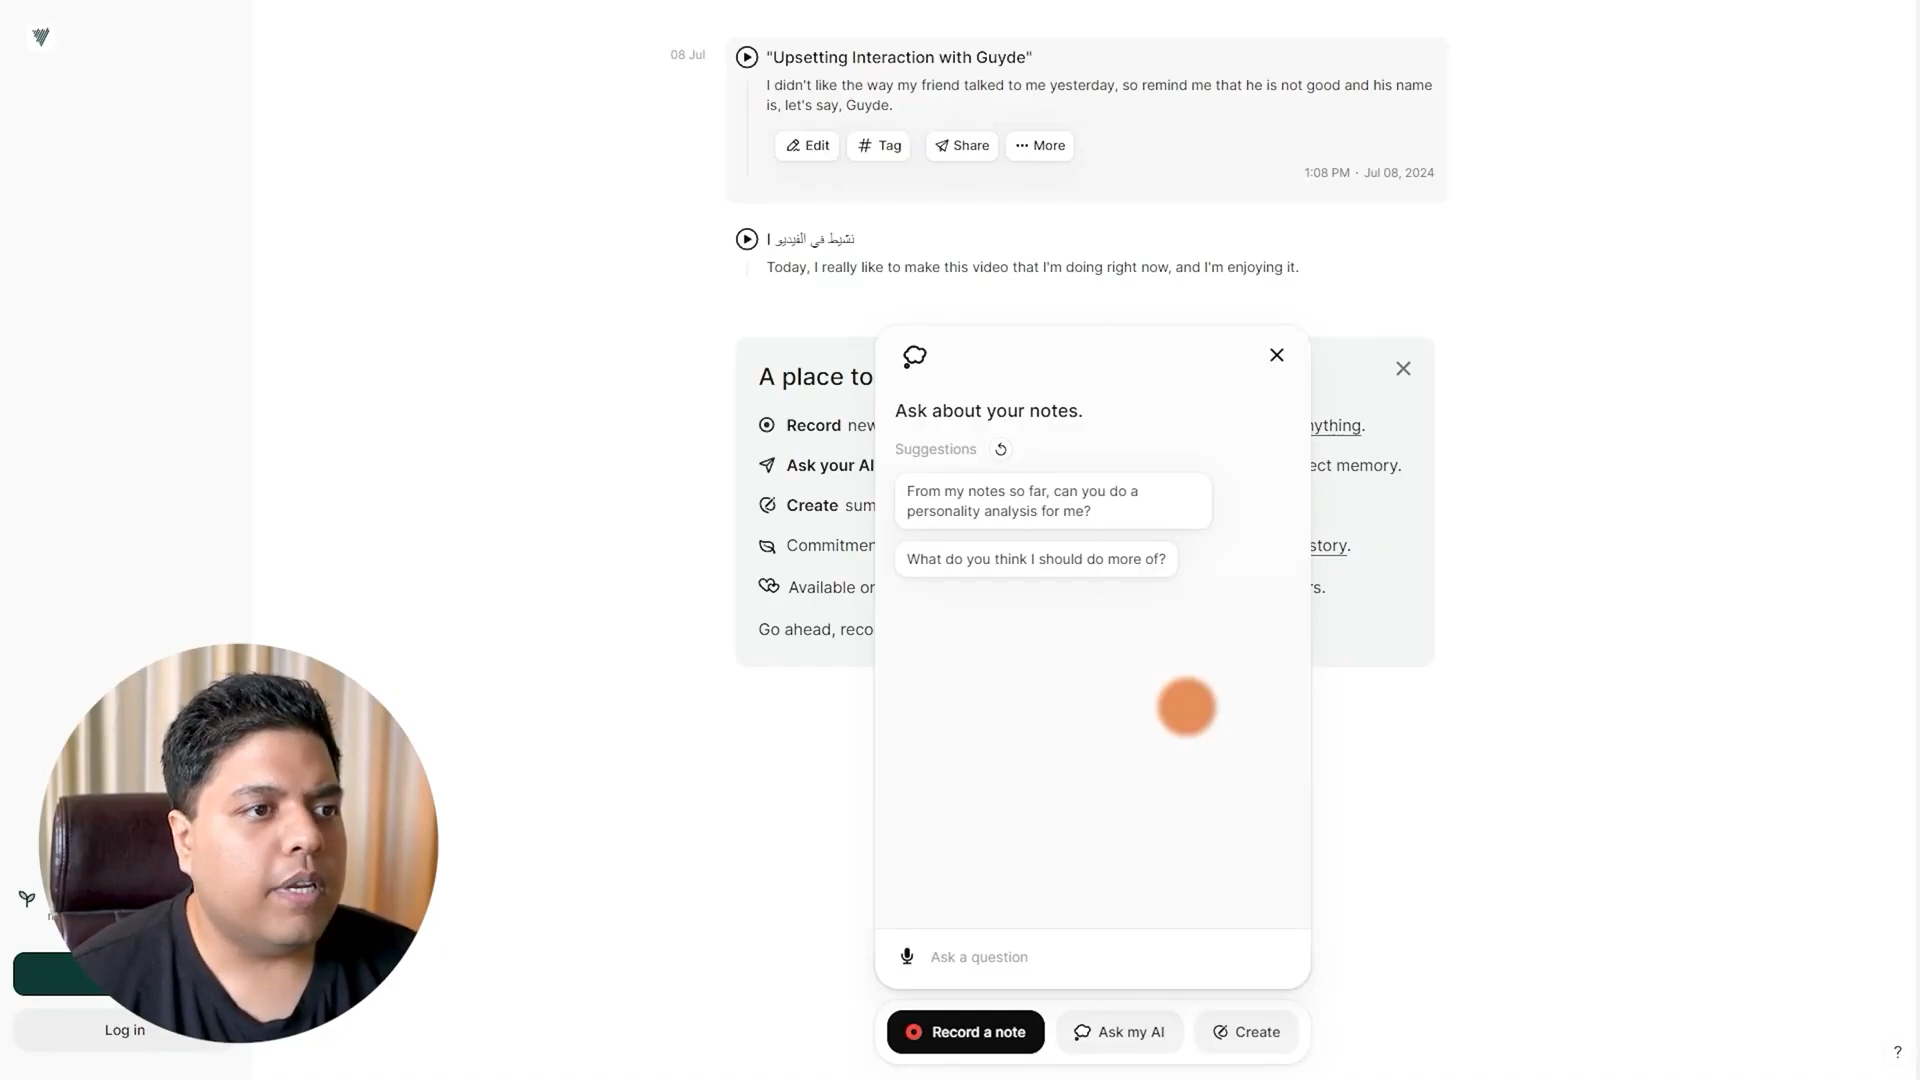 08 Jul
"Upsetting Interaction with Guyde"
I didn't like the way my friend talked to me yesterday, so remind me that he is not good and his name
is, let's say, Guyde.
Edit
Tag
Share
More
1:08 PM · Jul 08, 2024
نشيط في الفيديو ا
Today, I really like to make this video that I'm doing right now, and I'm enjoying it.
A place to
Record new
ything.
Ask your AI
ect memory.
Create sum
Commitmen
story.
Available on
rs.
Go ahead, reco
Ask about your notes.
Suggestions
From my notes so far, can you do a
personality analysis for me?
What do you think I should do more of?
Ask a question
Record a note
Ask my AI
Create
Log in
?